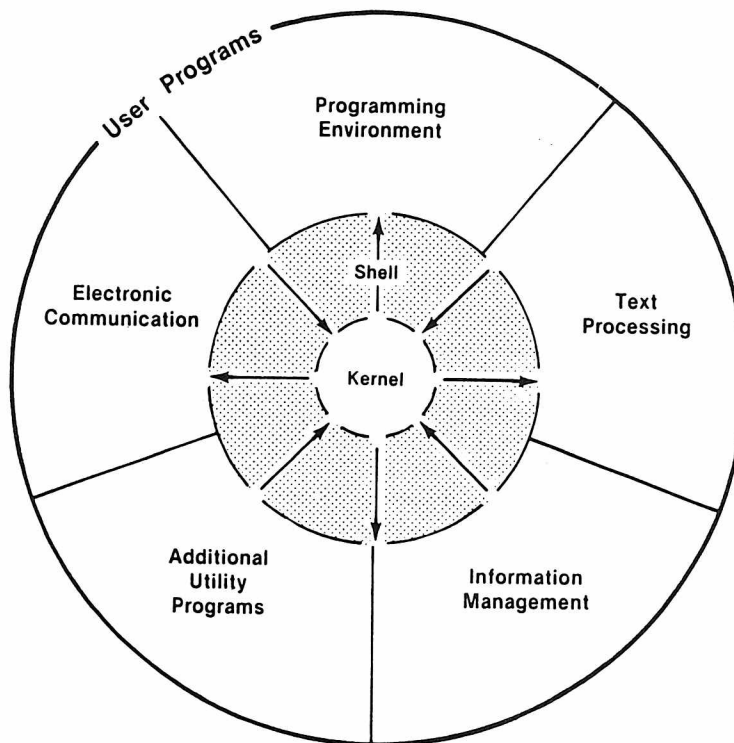 User Programs
Programming
Environment
Shell
Electronic
Communication
Text
Processing
Kernel
Additional
Utility
Programs
Information
Management